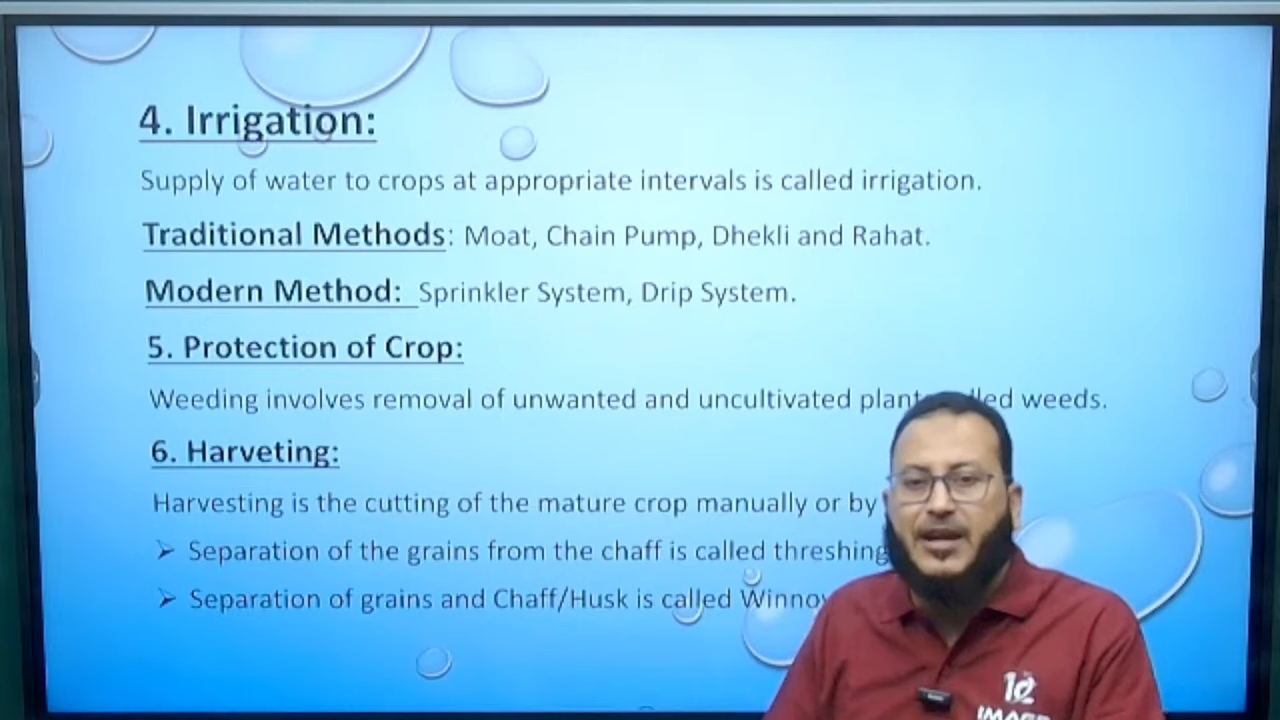 4. Irrigation:
Supply of water to crops at appropriate intervals is called irrigation.
Traditional Methods: Moat, Chain Pump, Dhekli and Rahat.
Modern Method: Sprinkler System, Drip System.
5. Protection of Crop:
Weeding involves removal of unwanted and uncultivated weeds.
6. Harveting:
Harvesting is the cutting of the mature crop manually or by
➢ Separation of the grains from the chaff is called threshing
➢ Separation of grains and Chaff/Husk is called